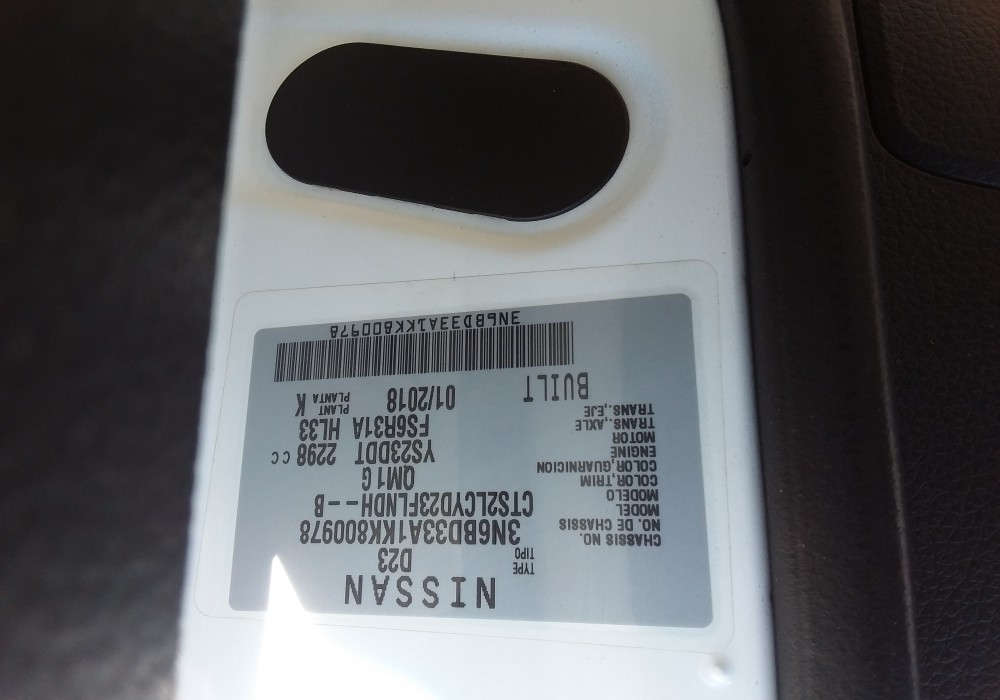 NISSAN
TYPE D23
TIPO
CHASSIS NO. 3N6BD33A1KK800978
NO. DE CHASSIS
MODEL CTS2LCYD23FLNDH--B
MODELO
COLOR,TRIM QM1G
COLOR,GUARNICION
ENGINE YS23DDT 2298 CC
MOTOR
TRANS.,AXLE FS6R31A HL33
TRANS.,EJE
PLANT K
PLANTA
BUILT 01/2018
3N6BD33A1KK800978